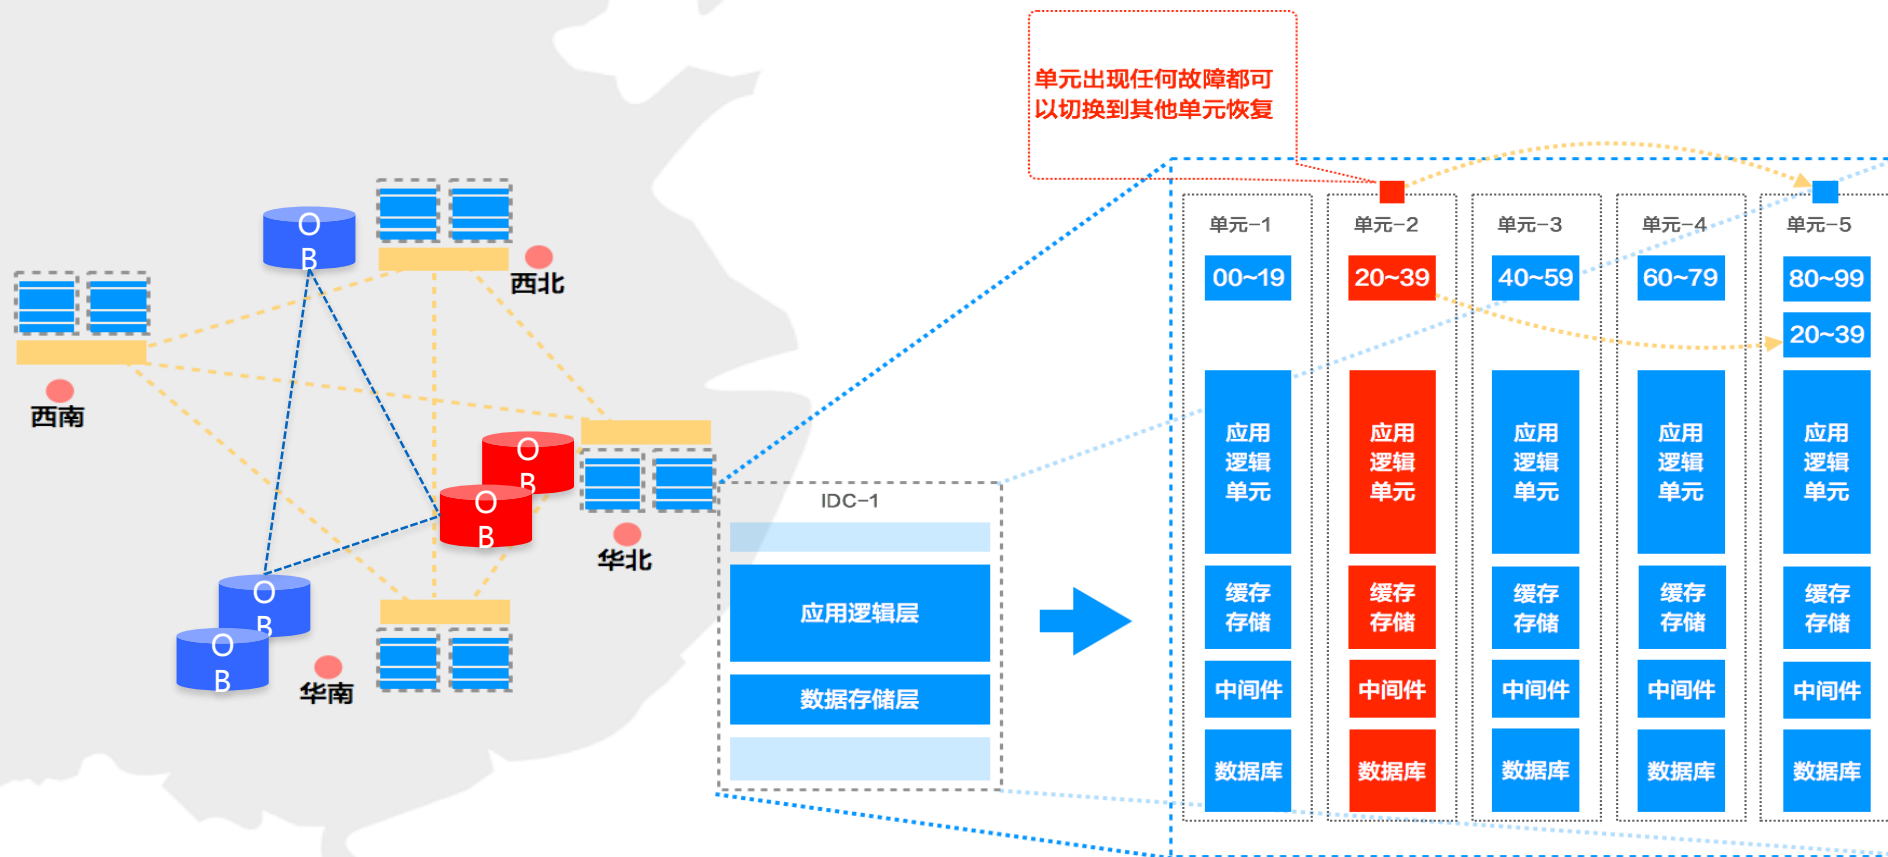 单元出现任何故障都可
以切换到其他单元恢复
O
B
西北
西南
O
B
O
B
华北
O
B
O
B
华南
IDC-1
应用逻辑层
数据存储层
单元-1
00~19
应用
逻辑
单元
缓存
存储
中间件
数据库
单元-2
20~39
应用
逻辑
单元
缓存
存储
中间件
数据库
单元-3
40~59
应用
逻辑
单元
缓存
存储
中间件
数据库
单元-4
60~79
应用
逻辑
单元
缓存
存储
中间件
数据库
单元-5
80~99
20~39
应用
逻辑
单元
缓存
存储
中间件
数据库